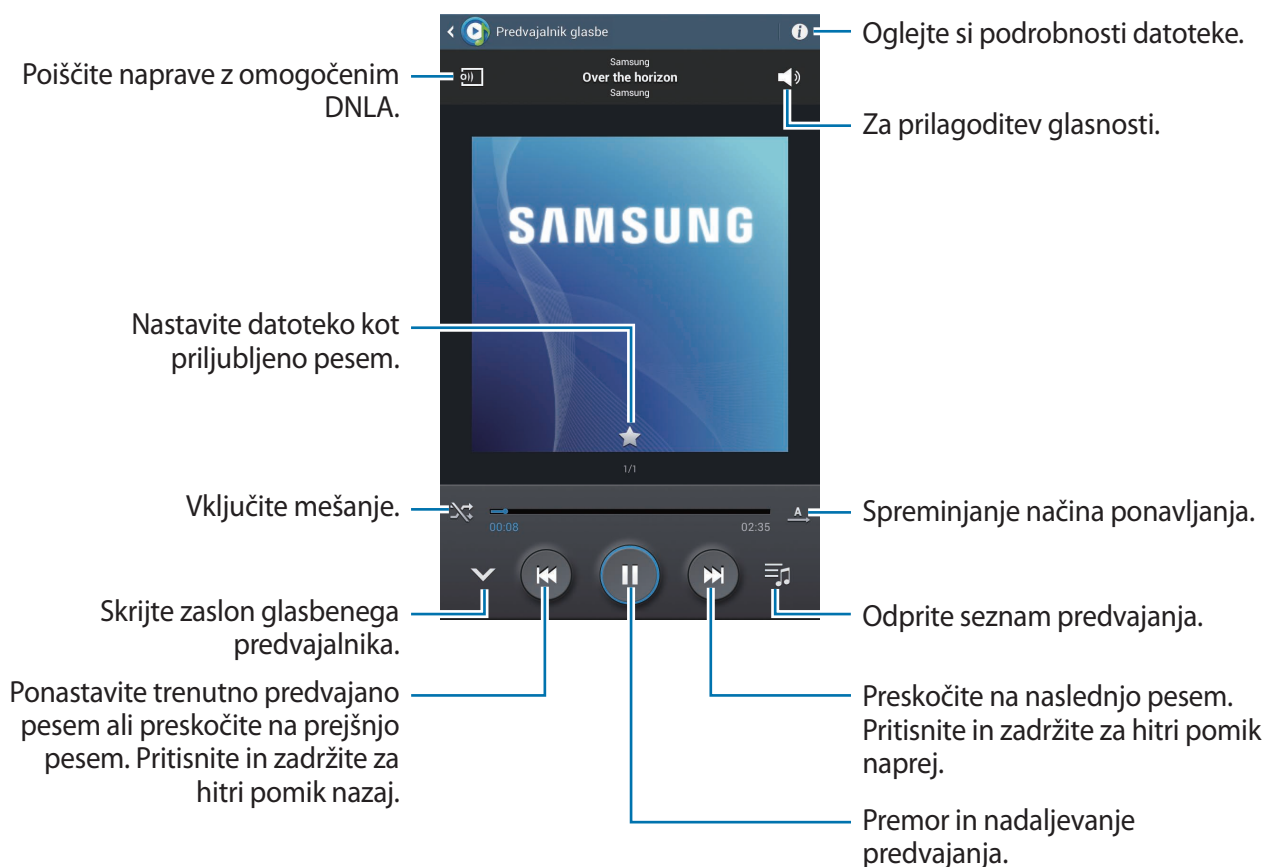 Predvajalnik glasbe
Oglejte si podrobnosti datoteke.
Poiščite naprave z omogočenim
DNLA.
Samsung
Over the horizon
Samsung
Za prilagoditev glasnosti.
SAMSUNG
Nastavite datoteko kot
priljubljeno pesem.
1/1
Vključite mešanje.
00:08
02:35
A
Spreminjanje načina ponavljanja.
Skrijte zaslon glasbenega
predvajalnika.
Odprite seznam predvajanja.
Ponastavite trenutno predvajano
pesem ali preskočite na prejšnjo
pesem. Pritisnite in zadržite za
hitri pomik nazaj.
Preskočite na naslednjo pesem.
Pritisnite in zadržite za hitri pomik
naprej.
Premor in nadaljevanje
predvajanja.